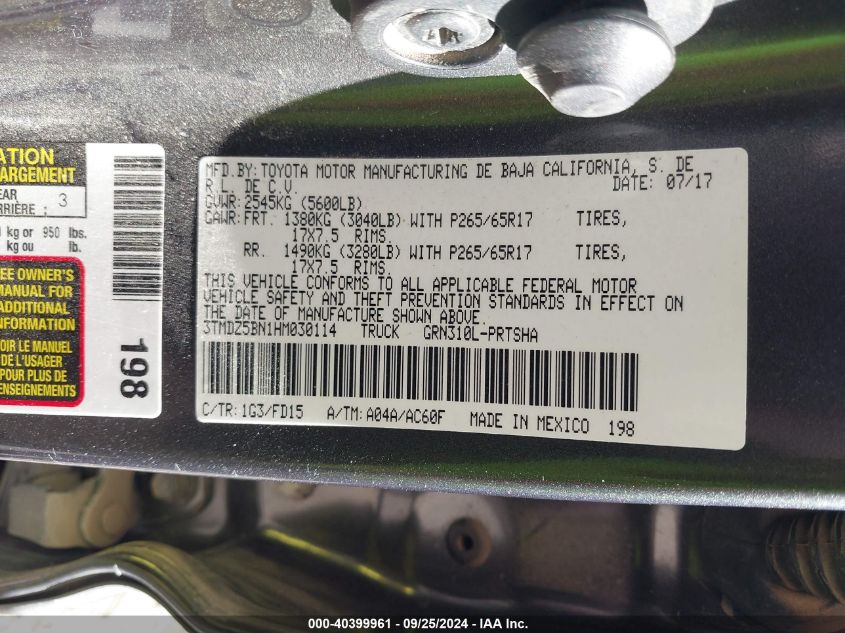 ATION
HARGEMENT
EAR
RRIÈRE : 3
kg or 950 lbs.
kg ou lb.
EE OWNER'S
MANUAL FOR
ADDITIONAL
INFORMATION
OIR LE MANUEL
DE L'USAGER
POUR PLUS DE
ENSEIGNEMENTS
198
MFD.BY: TOYOTA MOTOR MANUFACTURING DE BAJA CALIFORNIA, S. DE
R.L. DE C.V. DATE: 07/17
GVWR: 2545KG (5600LB)
GAWR: FRT. 1380KG (3040LB) WITH P265/65R17 TIRES,
17X7.5 RIMS.
RR. 1490KG (3280LB) WITH P265/65R17 TIRES,
17X7.5 RIMS.
THIS VEHICLE CONFORMS TO ALL APPLICABLE FEDERAL MOTOR
VEHICLE SAFETY AND THEFT PREVENTION STANDARDS IN EFFECT ON
THE DATE OF MANUFACTURE SHOWN ABOVE.
3TMDZ5BN1HM030114 TRUCK GRN310L-PRTSHA
C/TR: 1G3/FD15 A/TM: A04A/AC60F MADE IN MEXICO 198
000-40399961 - 09/25/2024 - IAA Inc.